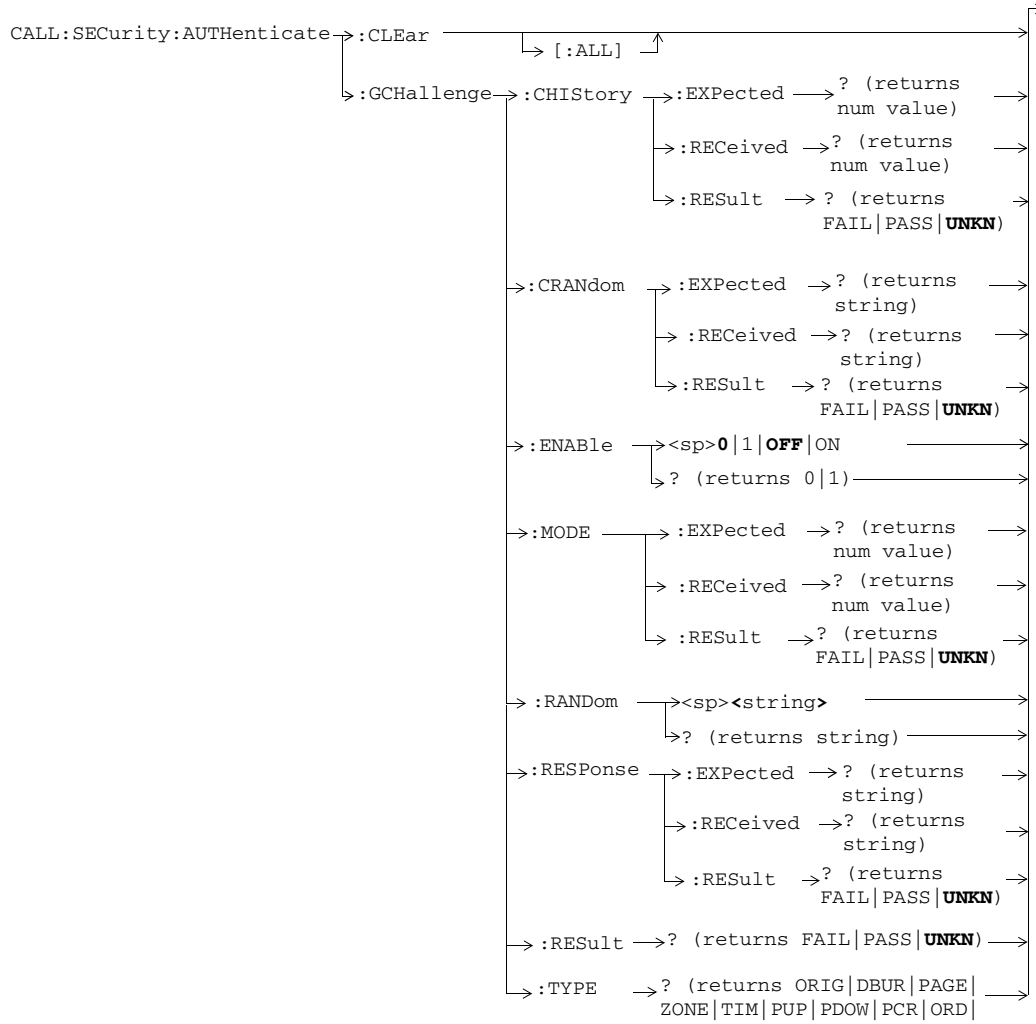 CALL:SECurity:AUTHenticate :CLEar
[:ALL]
:GCHallenge :CHIStory :EXPected ? (returns
num value)
:RECeived ? (returns
num value)
:RESult ? (returns
FAIL|PASS|UNKN)
:CRANdom :EXPected ? (returns
string)
:RECeived ? (returns
string)
:RESult ? (returns
FAIL|PASS|UNKN)
:ENABle <sp>0|1|OFF|ON
? (returns 0|1)
:MODE :EXPected ? (returns
num value)
:RECeived ? (returns
num value)
:RESult ? (returns
FAIL|PASS|UNKN)
:RANDom <sp><string>
? (returns string)
:RESPonse :EXPected ? (returns
string)
:RECeived ? (returns
string)
:RESult ? (returns
FAIL|PASS|UNKN)
:RESult ? (returns FAIL|PASS|UNKN)
:TYPE ? (returns ORIG|DBUR|PAGE|
ZONE|TIM|PUP|PDOW|PCR|ORD|